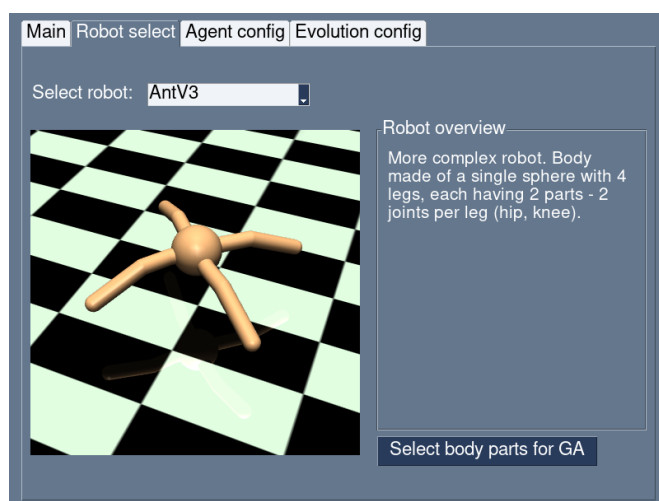 Main Robot select Agent config Evolution config
Select robot: AntV3
Robot overview
More complex robot. Body
made of a single sphere with 4
legs, each having 2 parts - 2
joints per leg (hip, knee).
Select body parts for GA